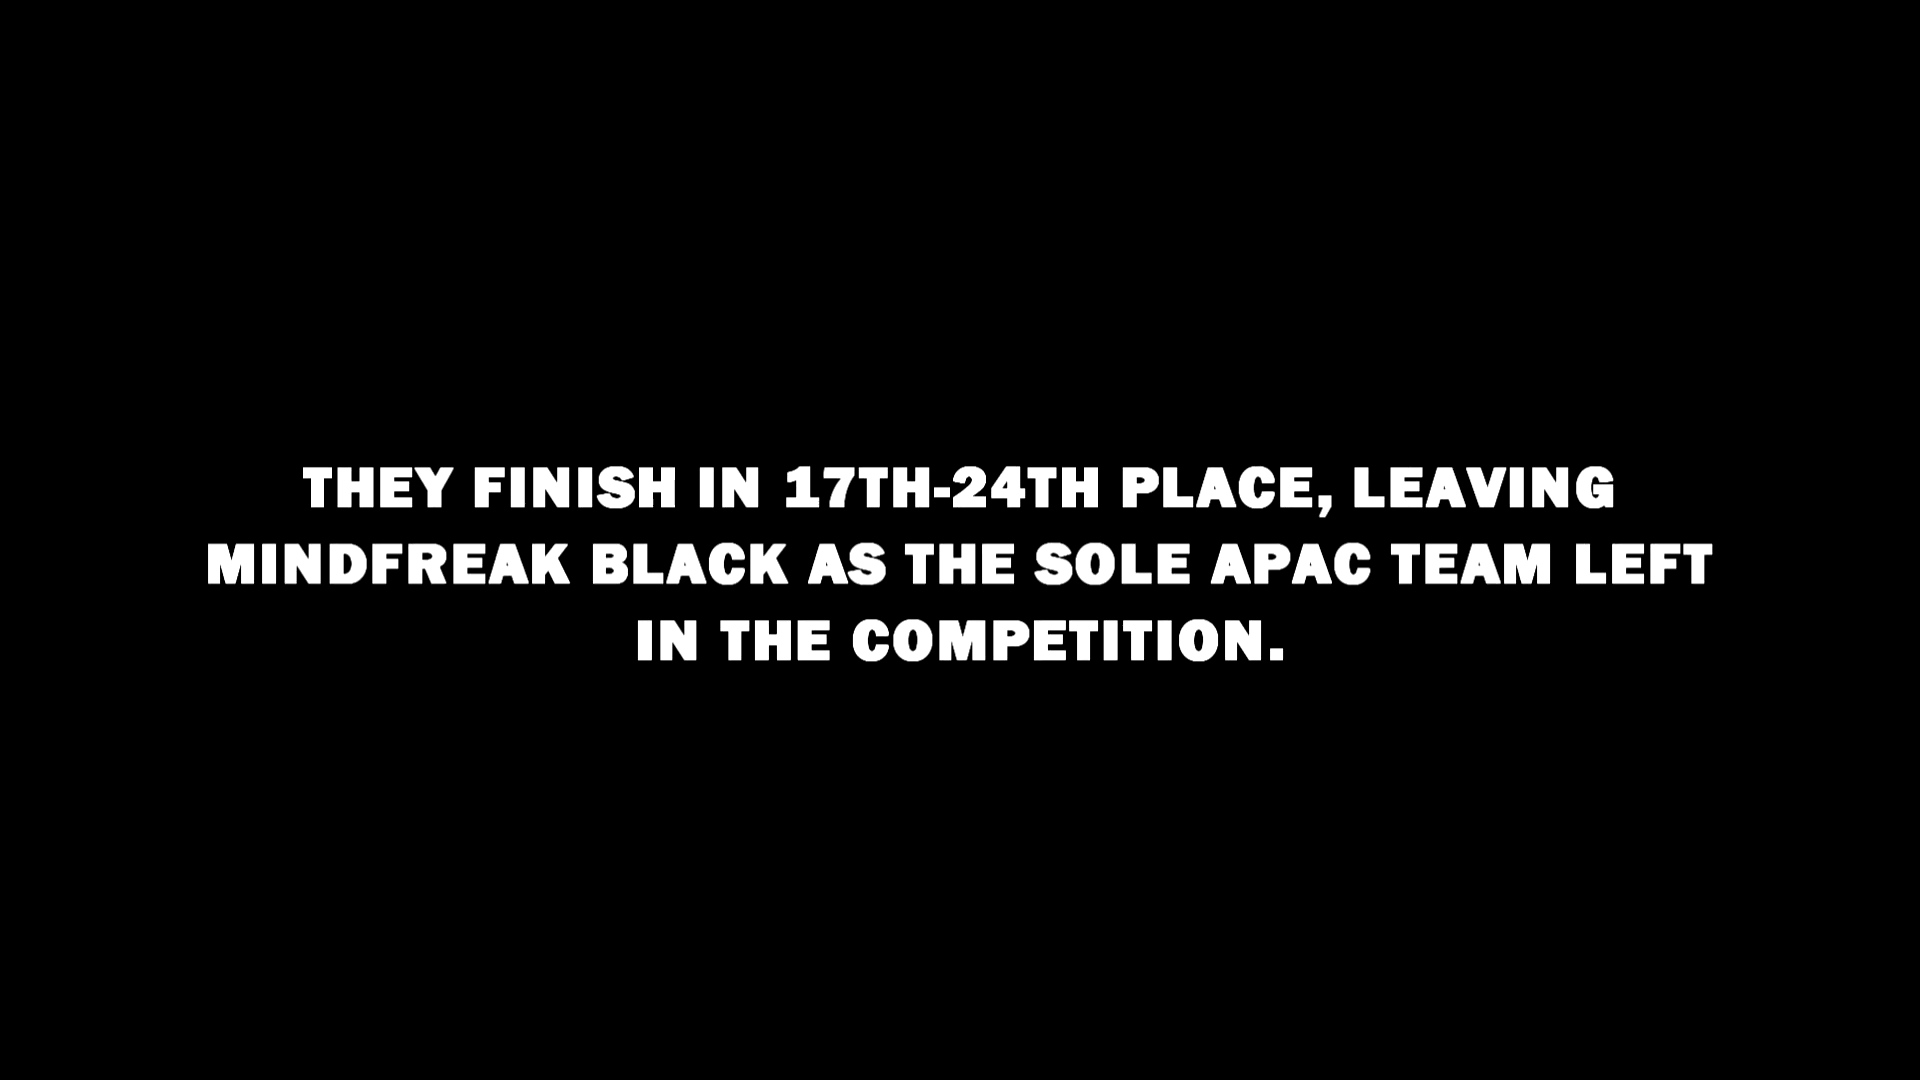 THEY FINISH IN 17TH-24TH PLACE, LEAVING
MINDFREAK BLACK AS THE SOLE APAC TEAM LEFT
IN THE COMPETITION.